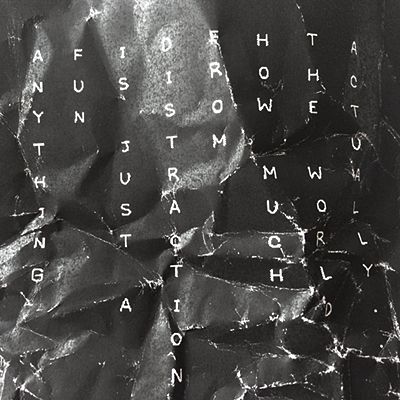 ANYTHING
FUN
IS JUST A
DISTRACTION
FROM
HOW MUCH
THE WORLD
ACTUALLY